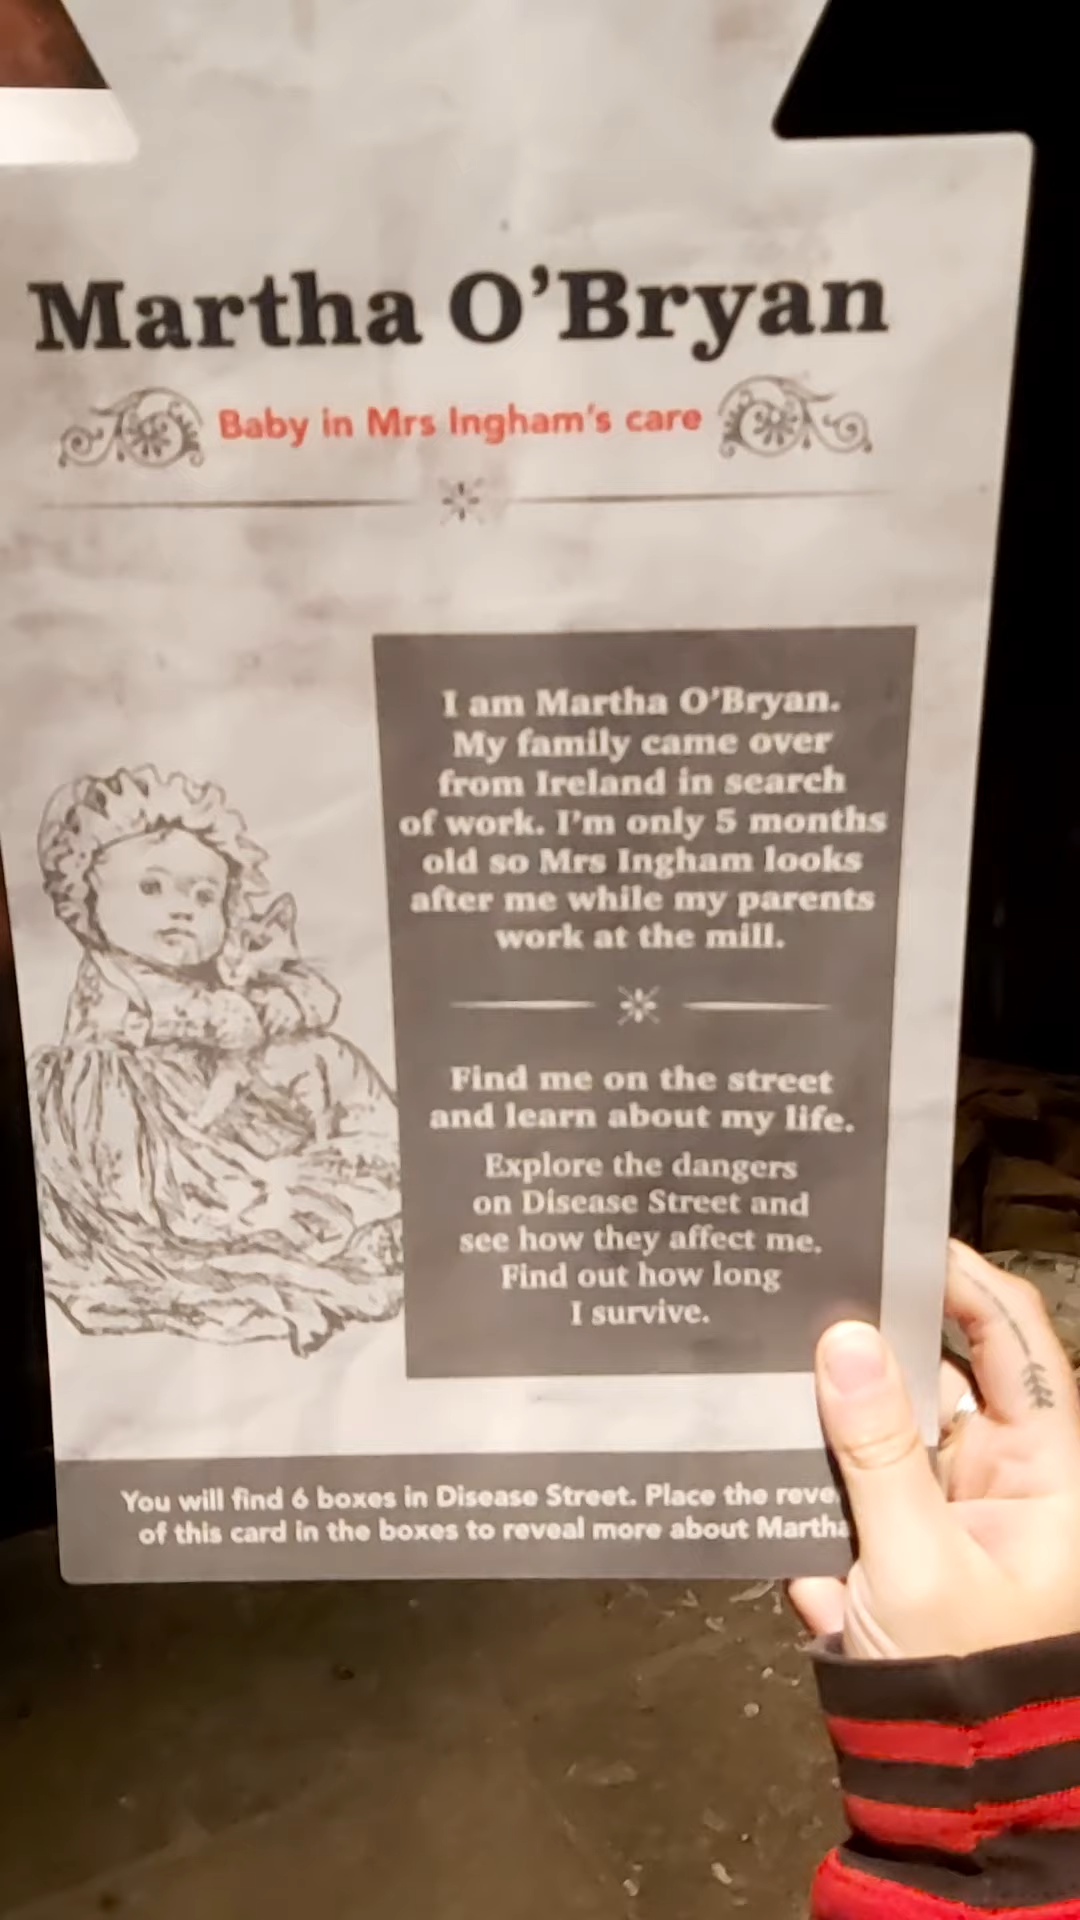 Martha O’Bryan
Baby in Mrs Ingham’s care
I am Martha O’Bryan.
My family came over
from Ireland in search
of work. I’m only 5 months
old so Mrs Ingham looks
after me while my parents
work at the mill.
Find me on the street
and learn about my life.
Explore the dangers
on Disease Street and
see how they affect me.
Find out how long
I survive.
You will find 6 boxes in Disease Street. Place the
of this card in the boxes to reveal more about Martha